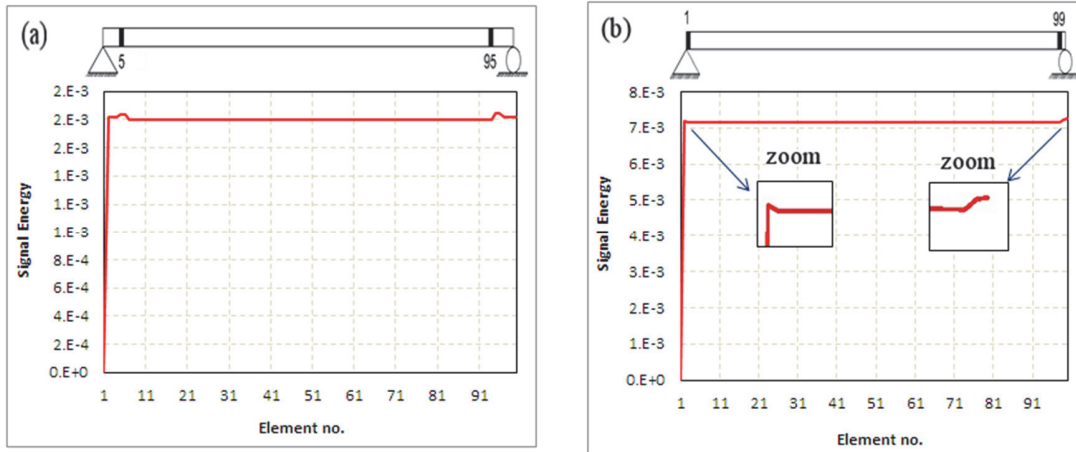 (a)
5 95
2.E-3
2.E-3
2.E-3
1.E-3
1.E-3
1.E-3
8.E-4
6.E-4
4.E-4
2.E-4
0.E+0
Signal Energy
1 11 21 31 41 51 61 71 81 91
Element no.
(b)
1 99
8.E-3
7.E-3
6.E-3
5.E-3
4.E-3
3.E-3
2.E-3
1.E-3
0.E+0
Signal Energy
zoom zoom
1 11 21 31 41 51 61 71 81 91
Element no.